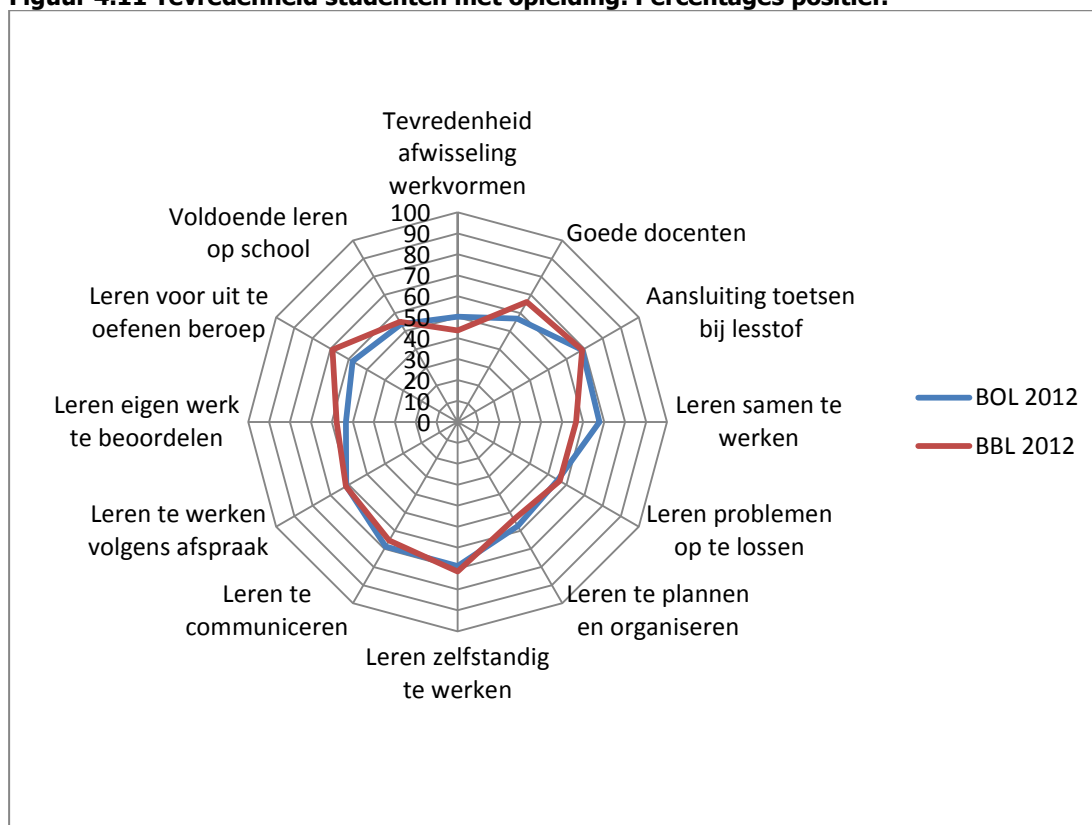 Figuur 4.11 Tevredenheid studenten met opleiding. Percentages positief.
Tevredenheid
afwisseling
werkvormen
Goede docenten
Aansluiting toetsen
bij lesstof
Leren samen te
werken
Leren problemen
op te lossen
Leren te plannen
en organiseren
Leren zelfstandig
te werken
Leren te
communiceren
Leren te werken
volgens afspraak
Leren eigen werk
te beoordelen
Leren voor uit te
oefenen beroep
Voldoende leren
op school
100
90
80
70
60
50
40
30
20
10
0
BOL 2012
BBL 2012